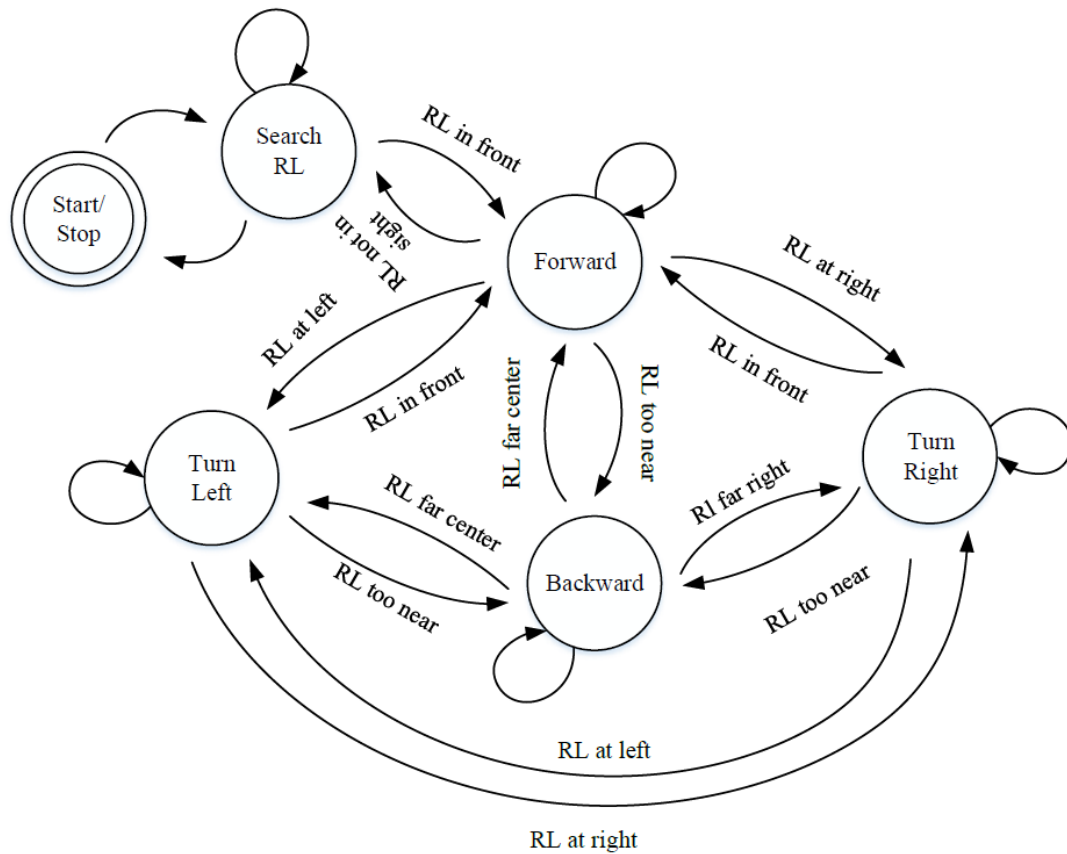 Search
RL
Start/
Stop
RL in front
RL not in
sight
Forward
RL at right
RL in front
RL at left
RL in front
RL far center
RL too near
Turn
Left
Turn
Right
RL far center
RL too near
Rl far right
RL too near
Backward
RL at left
RL at right